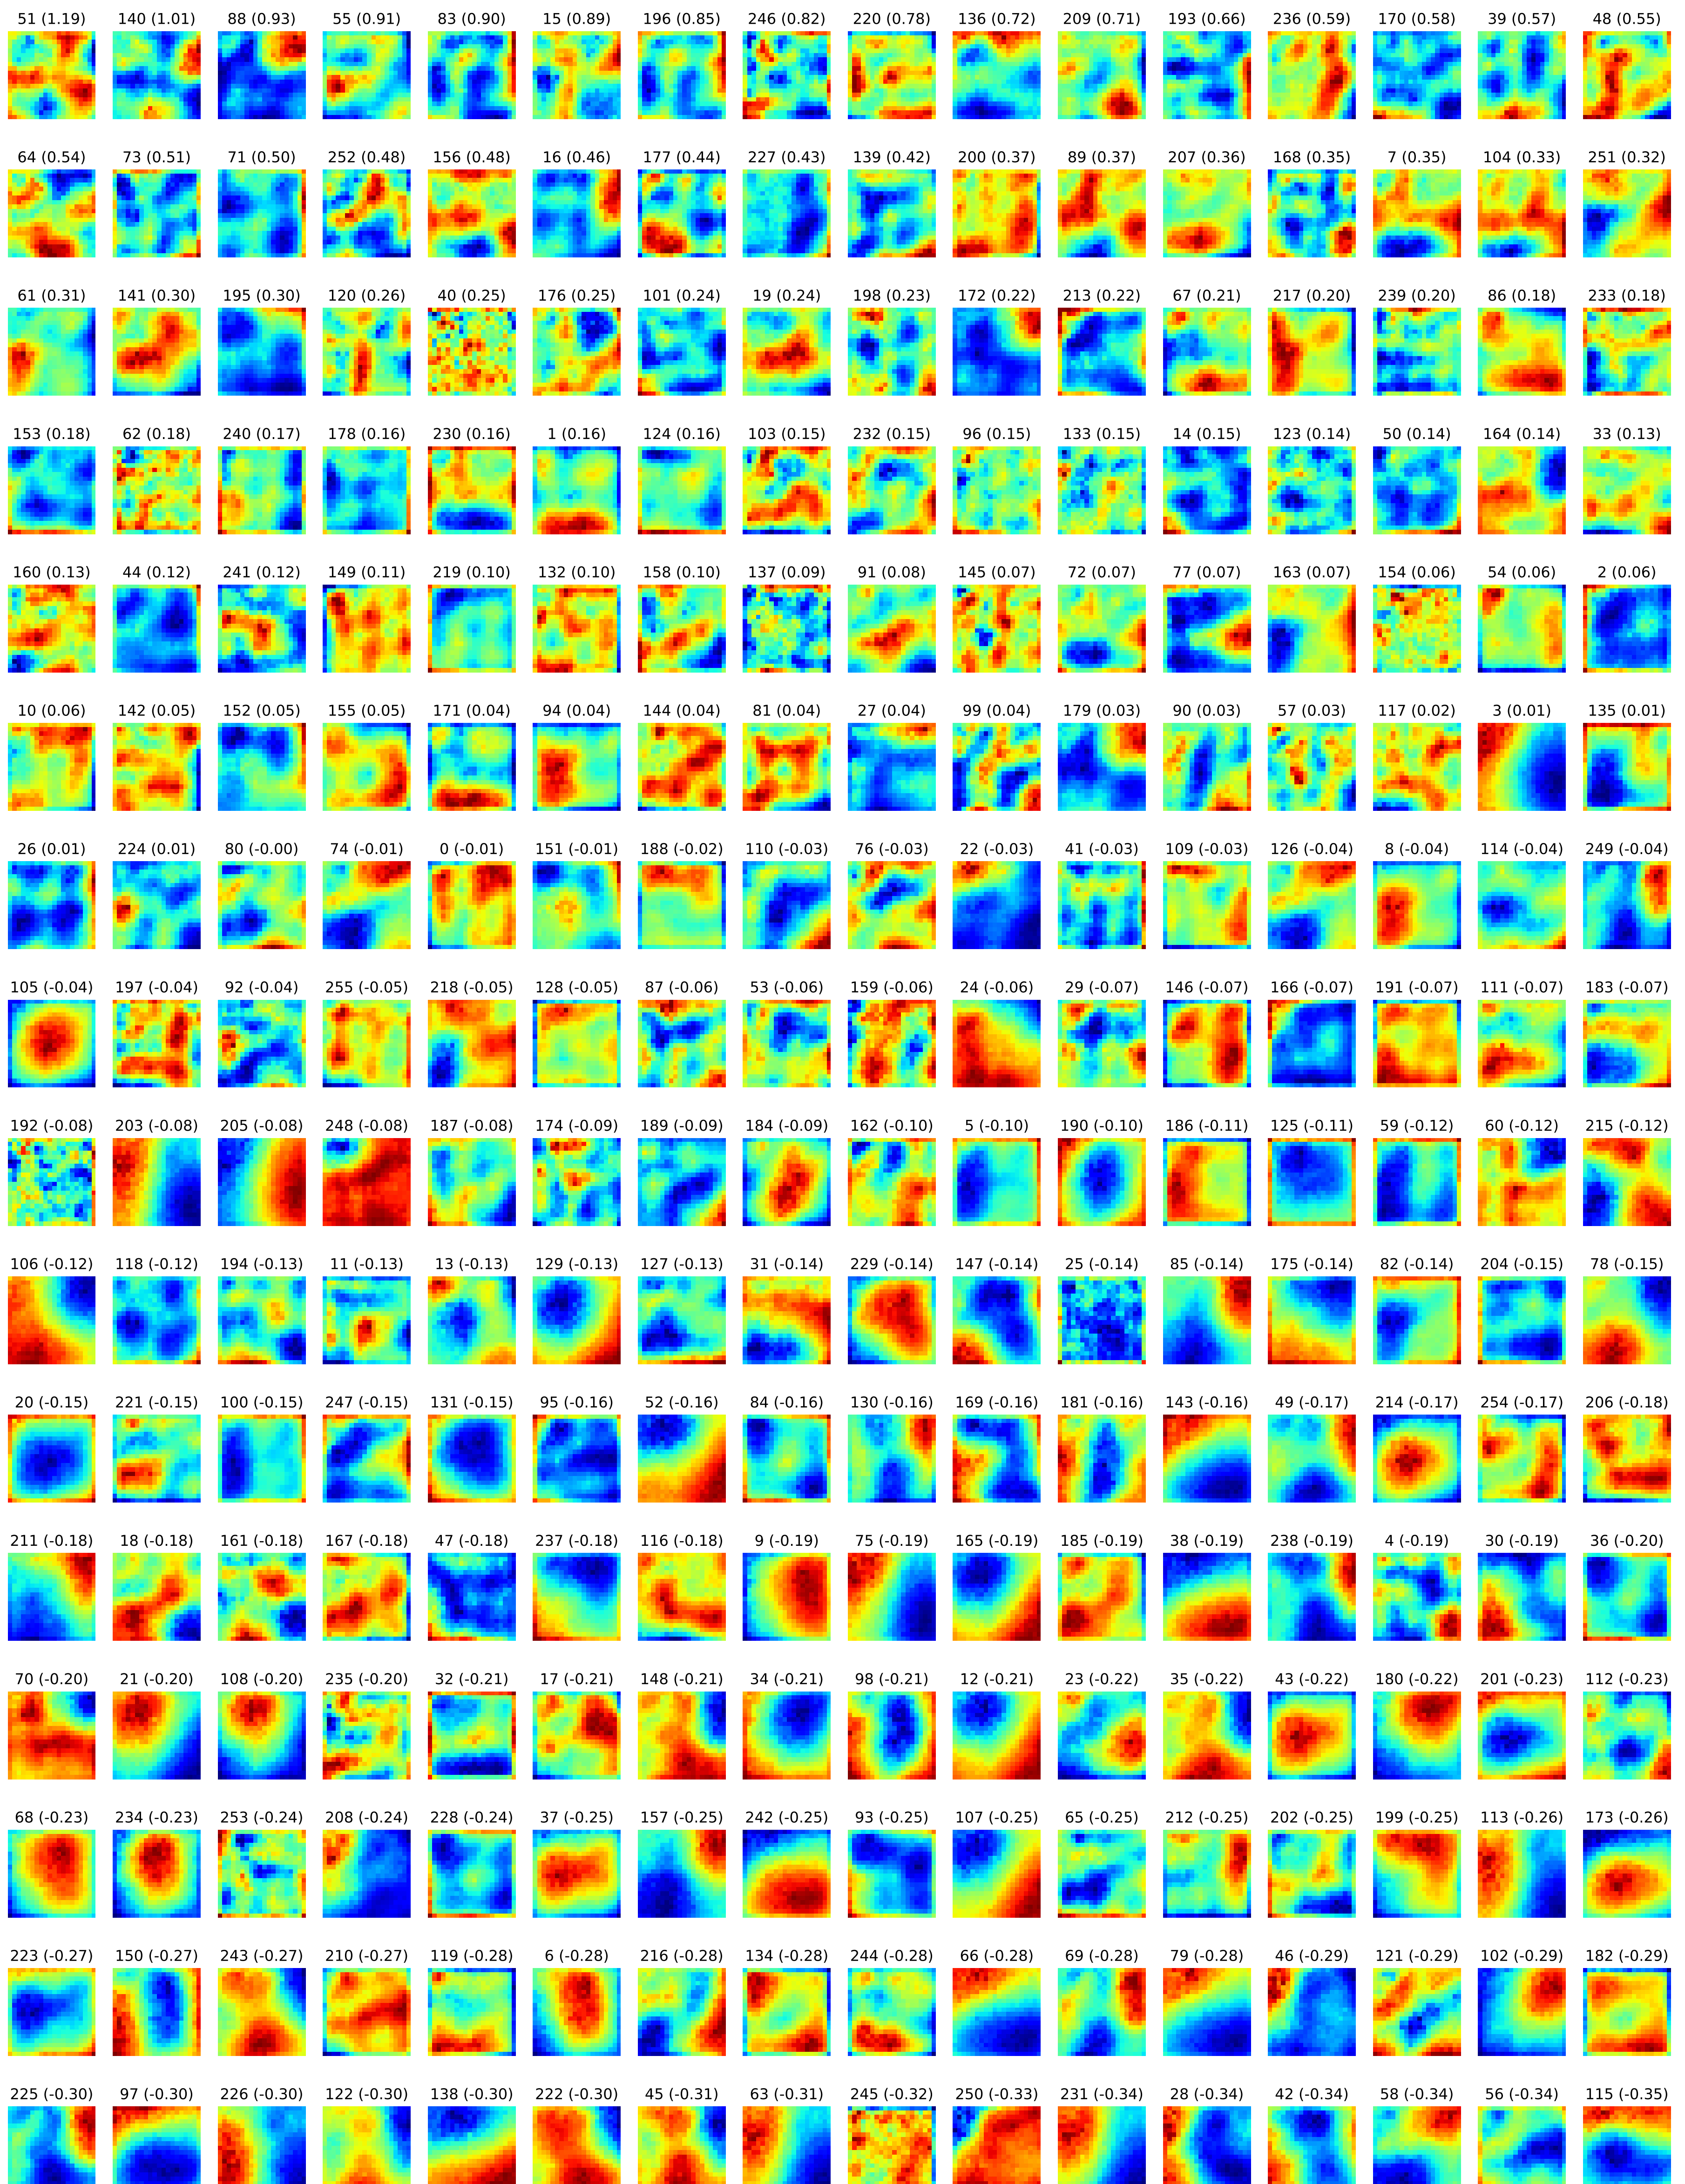 51 (1.19) 140 (1.01) 88 (0.93) 55 (0.91) 83 (0.90) 15 (0.89) 196 (0.85) 246 (0.82) 220 (0.78) 136 (0.72) 209 (0.71) 193 (0.66) 236 (0.59) 170 (0.58) 39 (0.57) 48 (0.55)
64 (0.54) 73 (0.51) 71 (0.50) 252 (0.48) 156 (0.48) 16 (0.46) 177 (0.44) 227 (0.43) 139 (0.42) 200 (0.37) 89 (0.37) 207 (0.36) 168 (0.35) 7 (0.35) 104 (0.33) 251 (0.32)
61 (0.31) 141 (0.30) 195 (0.30) 120 (0.26) 40 (0.25) 176 (0.25) 101 (0.24) 19 (0.24) 198 (0.23) 172 (0.22) 213 (0.22) 67 (0.21) 217 (0.20) 239 (0.20) 86 (0.18) 233 (0.18)
153 (0.18) 62 (0.18) 240 (0.17) 178 (0.16) 230 (0.16) 1 (0.16) 124 (0.16) 103 (0.15) 232 (0.15) 96 (0.15) 133 (0.15) 14 (0.15) 123 (0.14) 50 (0.14) 164 (0.14) 33 (0.13)
160 (0.13) 44 (0.12) 241 (0.12) 149 (0.11) 219 (0.10) 132 (0.10) 158 (0.10) 137 (0.09) 91 (0.08) 145 (0.07) 72 (0.07) 77 (0.07) 163 (0.07) 154 (0.06) 54 (0.06) 2 (0.06)
10 (0.06) 142 (0.05) 152 (0.05) 155 (0.05) 171 (0.04) 94 (0.04) 144 (0.04) 81 (0.04) 27 (0.04) 99 (0.04) 179 (0.03) 90 (0.03) 57 (0.03) 117 (0.02) 3 (0.01) 135 (0.01)
26 (0.01) 224 (0.01) 80 (-0.00) 74 (-0.01) 0 (-0.01) 151 (-0.01) 188 (-0.02) 110 (-0.03) 76 (-0.03) 22 (-0.03) 41 (-0.03) 109 (-0.03) 126 (-0.04) 8 (-0.04) 114 (-0.04) 249 (-0.04)
105 (-0.04) 197 (-0.04) 92 (-0.04) 255 (-0.05) 218 (-0.05) 128 (-0.05) 87 (-0.06) 53 (-0.06) 159 (-0.06) 24 (-0.06) 29 (-0.07) 146 (-0.07) 166 (-0.07) 191 (-0.07) 111 (-0.07) 183 (-0.07)
192 (-0.08) 203 (-0.08) 205 (-0.08) 248 (-0.08) 187 (-0.08) 174 (-0.09) 189 (-0.09) 184 (-0.09) 162 (-0.10) 5 (-0.10) 190 (-0.10) 186 (-0.11) 125 (-0.11) 59 (-0.12) 60 (-0.12) 215 (-0.12)
106 (-0.12) 118 (-0.12) 194 (-0.13) 11 (-0.13) 13 (-0.13) 129 (-0.13) 127 (-0.13) 31 (-0.14) 229 (-0.14) 147 (-0.14) 25 (-0.14) 85 (-0.14) 175 (-0.14) 82 (-0.14) 204 (-0.15) 78 (-0.15)
20 (-0.15) 221 (-0.15) 100 (-0.15) 247 (-0.15) 131 (-0.15) 95 (-0.16) 52 (-0.16) 84 (-0.16) 130 (-0.16) 169 (-0.16) 181 (-0.16) 143 (-0.16) 49 (-0.17) 214 (-0.17) 254 (-0.17) 206 (-0.18)
211 (-0.18) 18 (-0.18) 161 (-0.18) 167 (-0.18) 47 (-0.18) 237 (-0.18) 116 (-0.18) 9 (-0.19) 75 (-0.19) 165 (-0.19) 185 (-0.19) 38 (-0.19) 238 (-0.19) 4 (-0.19) 30 (-0.19) 36 (-0.20)
70 (-0.20) 21 (-0.20) 108 (-0.20) 235 (-0.20) 32 (-0.21) 17 (-0.21) 148 (-0.21) 34 (-0.21) 98 (-0.21) 12 (-0.21) 23 (-0.22) 35 (-0.22) 43 (-0.22) 180 (-0.22) 201 (-0.23) 112 (-0.23)
68 (-0.23) 234 (-0.23) 253 (-0.24) 208 (-0.24) 228 (-0.24) 37 (-0.25) 157 (-0.25) 242 (-0.25) 93 (-0.25) 107 (-0.25) 65 (-0.25) 212 (-0.25) 202 (-0.25) 199 (-0.25) 113 (-0.26) 173 (-0.26)
223 (-0.27) 150 (-0.27) 243 (-0.27) 210 (-0.27) 119 (-0.28) 6 (-0.28) 216 (-0.28) 134 (-0.28) 244 (-0.28) 66 (-0.28) 69 (-0.28) 79 (-0.28) 46 (-0.29) 121 (-0.29) 102 (-0.29) 182 (-0.29)
225 (-0.30) 97 (-0.30) 226 (-0.30) 122 (-0.30) 138 (-0.30) 222 (-0.30) 45 (-0.31) 63 (-0.31) 245 (-0.32) 250 (-0.33) 231 (-0.34) 28 (-0.34) 42 (-0.34) 58 (-0.34) 56 (-0.34) 115 (-0.35)